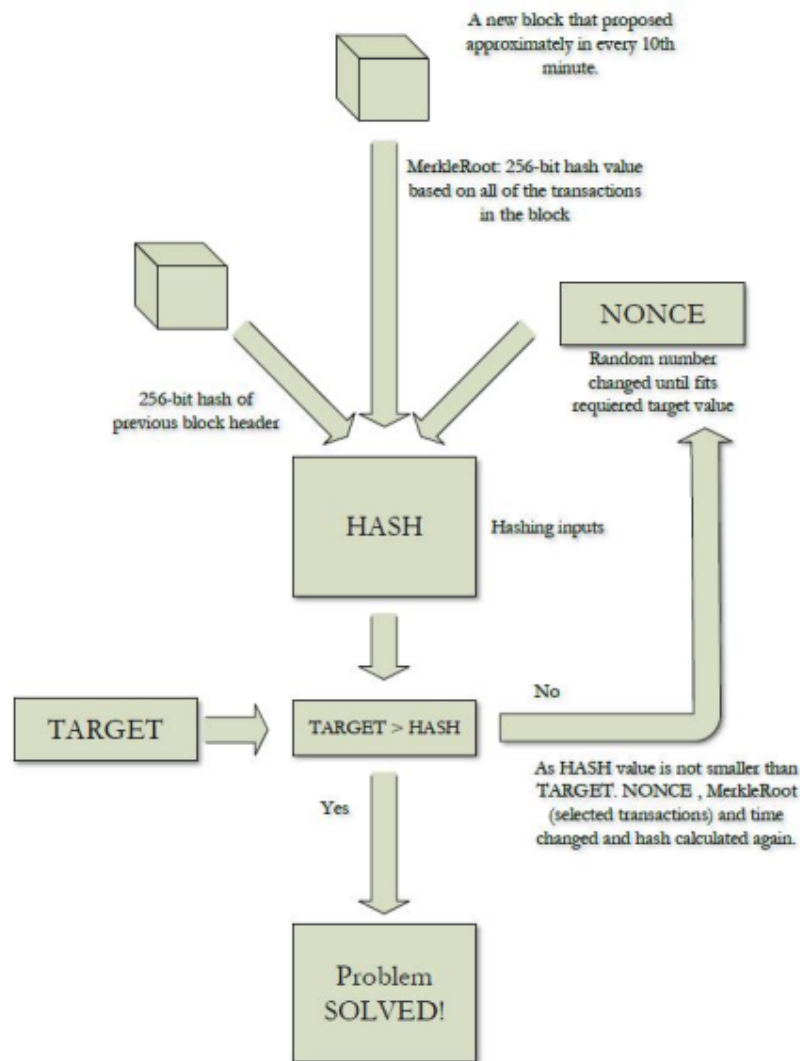 A new block that proposed
approximately in every 10th
minute.
MerkleRoot: 256-bit hash value
based on all of the transactions
in the block
NONCE
Random number
changed until fits
requiered target value
256-bit hash of
previous block header
HASH
Hashing inputs
No
TARGET
TARGET > HASH
As HASH value is not smaller than
TARGET. NONCE , MerkleRoot
(selected transactions) and time
changed and hash calculated again.
Yes
Problem
SOLVED!